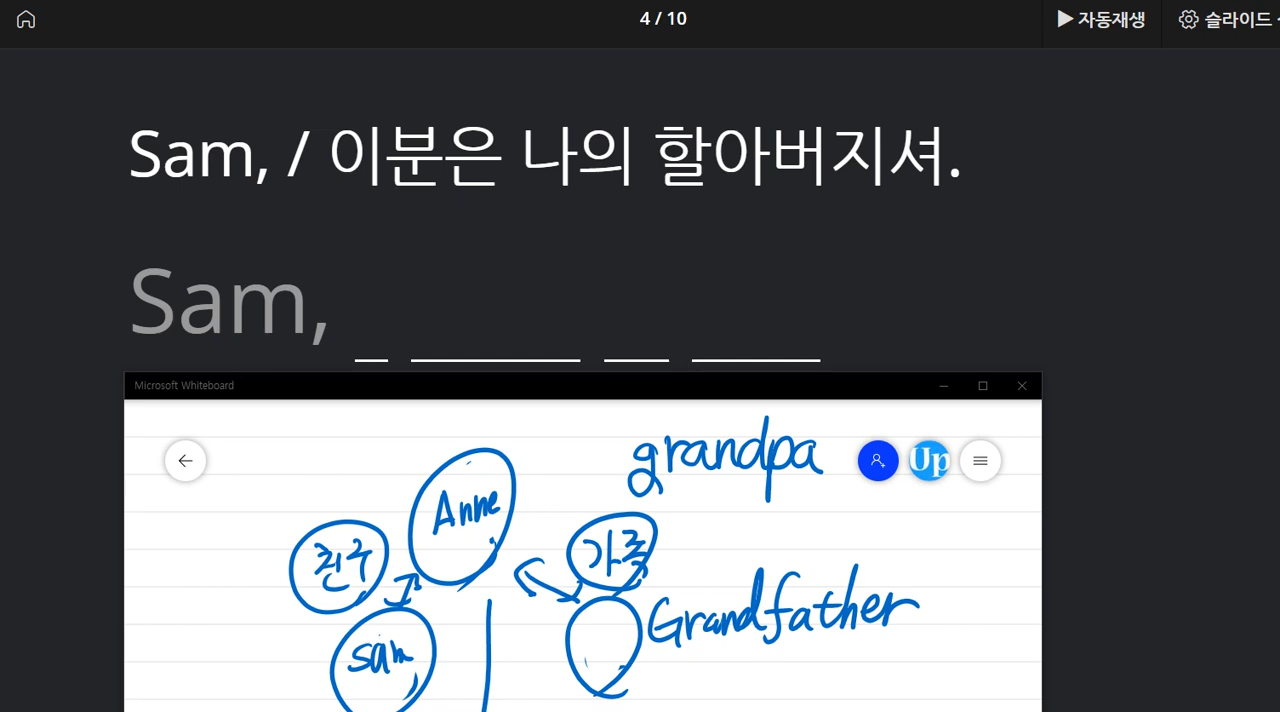 4 / 10
자동재생
슬라이드
Sam, / 이분은 나의 할아버지셔.
Sam,
Microsoft Whiteboard
grandpa
Up
Anne
친구
가족
Grandfather
sam